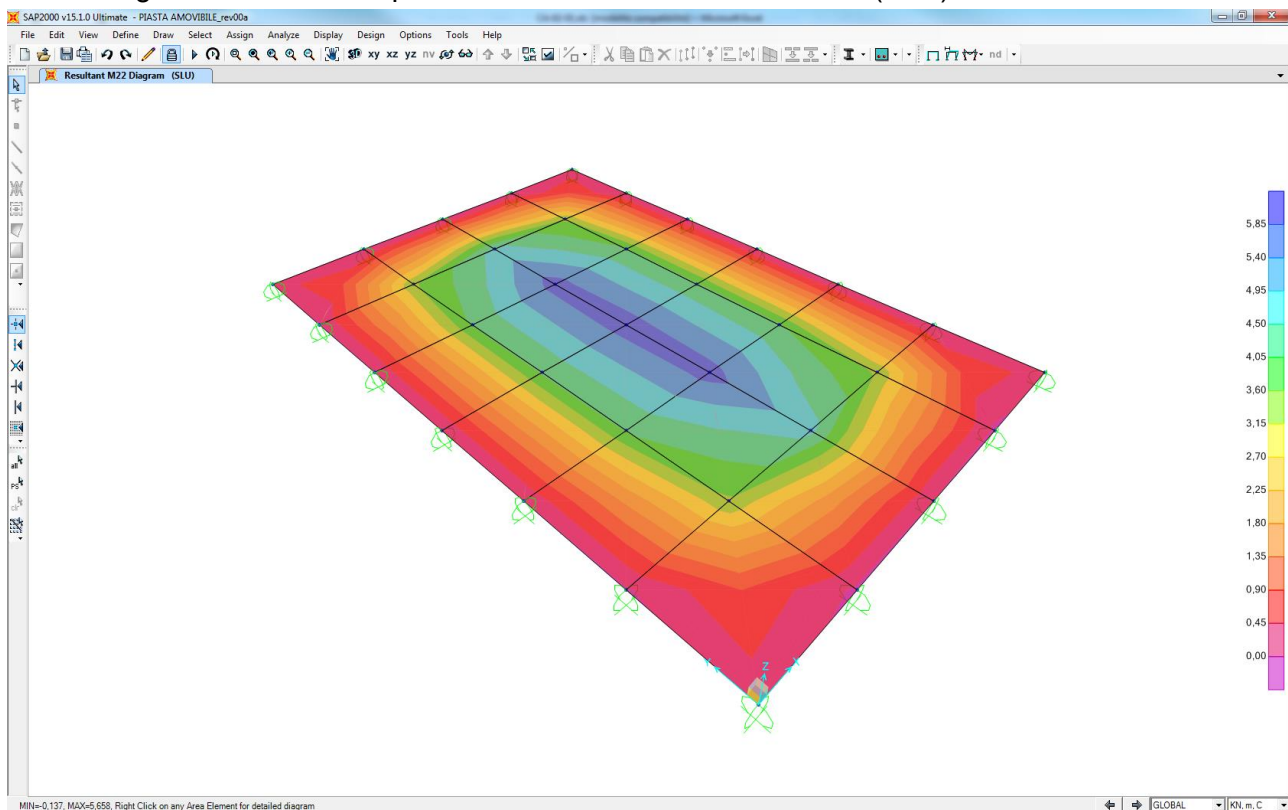 SAP2000 v15.1.0 Ultimate - PIASTA AMOVIBILE_rev00a
File Edit View Define Draw Select Assign Analyze Display Design Options Tools Help
xy xz yz nv nd
Resultant M22 Diagram (SLU)
5,85
5,40
4,95
4,50
4,05
3,60
3,15
2,70
2,25
1,80
1,35
0,90
0,45
0,00
all
PS
clr
Z
MIN=-0,137, MAX=5,658, Right Click on any Area Element for detailed diagram
GLOBAL
KN, m, C